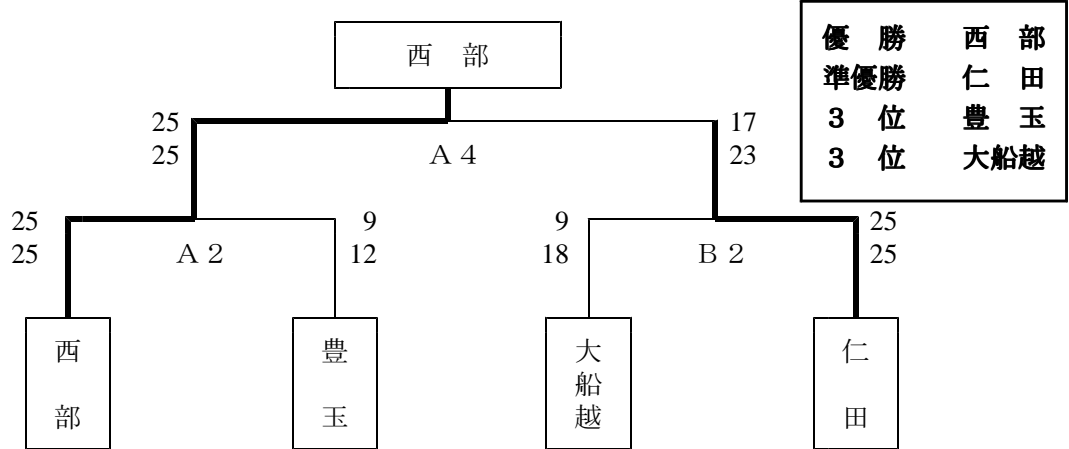 西 部
優 勝 西 部
準優勝 仁 田
３ 位 豊 玉
３ 位 大船越
25 17
25 Ａ４ 23
25 9 9 25
25 Ａ２ 12 18 Ｂ２ 25
西部
豊玉
大船越
仁田